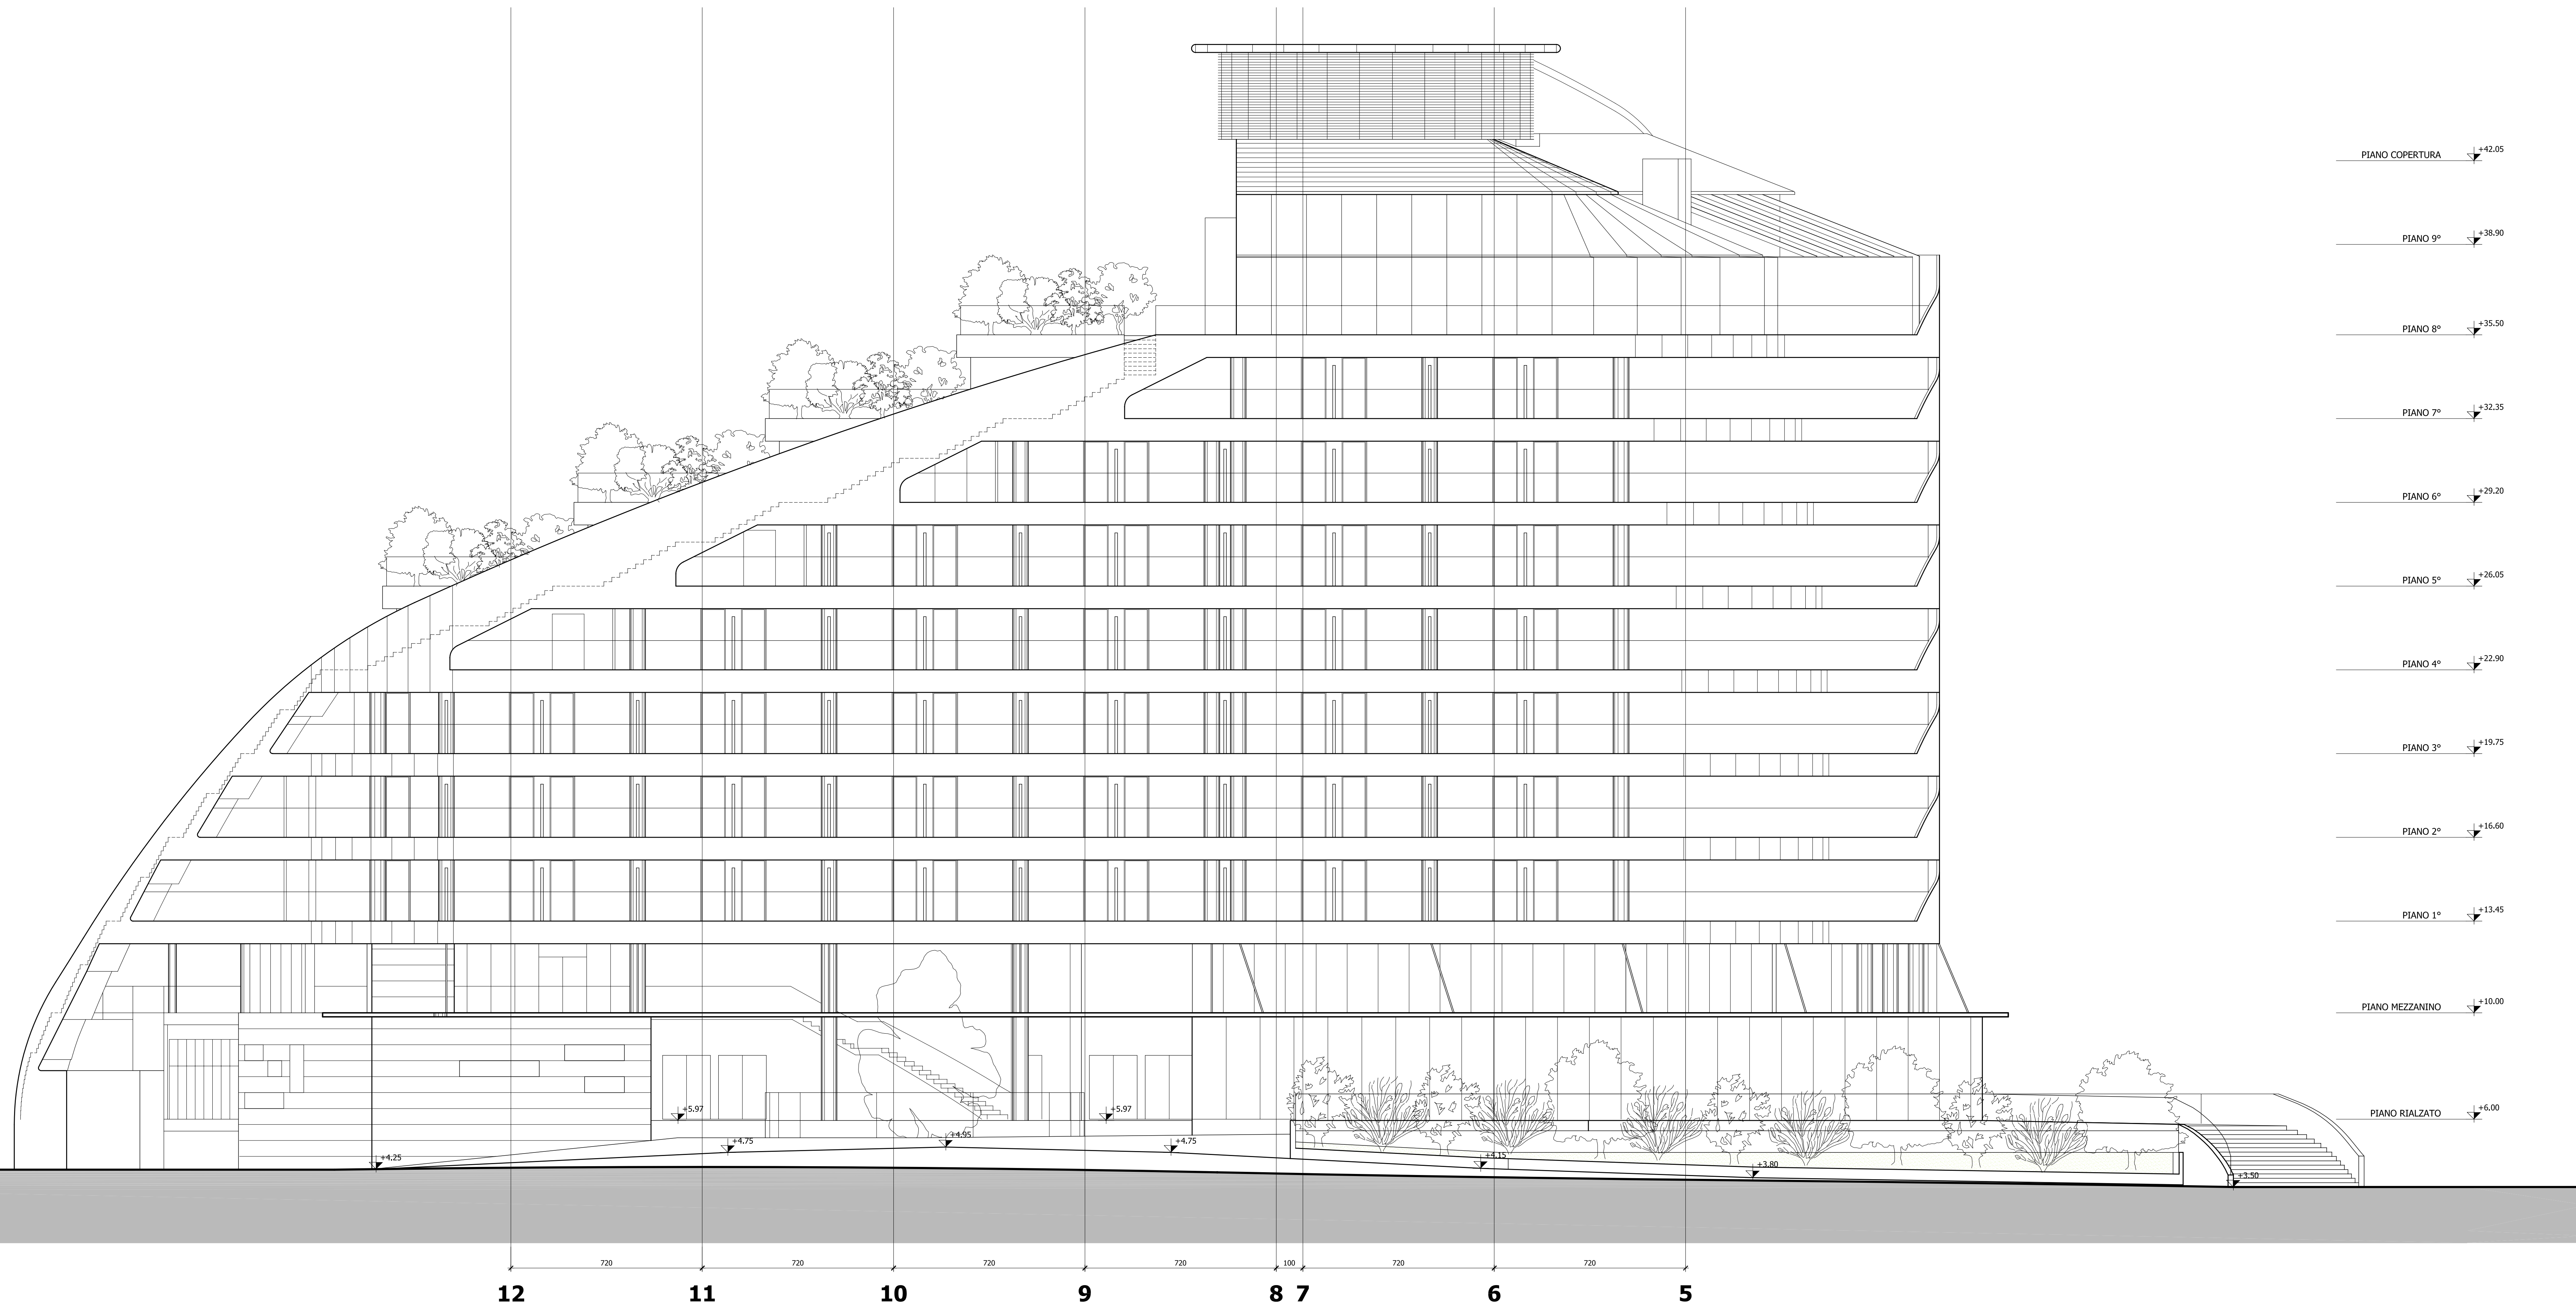 +42.05
PIANO COPERTURA
+38.90
PIANO 9°
+35.50
PIANO 8°
+32.35
PIANO 7°
+29.20
PIANO 6°
+26.05
PIANO 5°
+22.90
PIANO 4°
+19.75
PIANO 3°
+16.60
PIANO 2°
+13.45
PIANO 1°
+10.00
PIANO MEZZANINO
+5.97 +5.97 +6.00
PIANO RIALZATO
+4.75 +4.95 +4.75
+4.25 +4.15 +3.80 +3.50
720 720 720 720 100 720 720
12 11 10 9 8 7 6 5